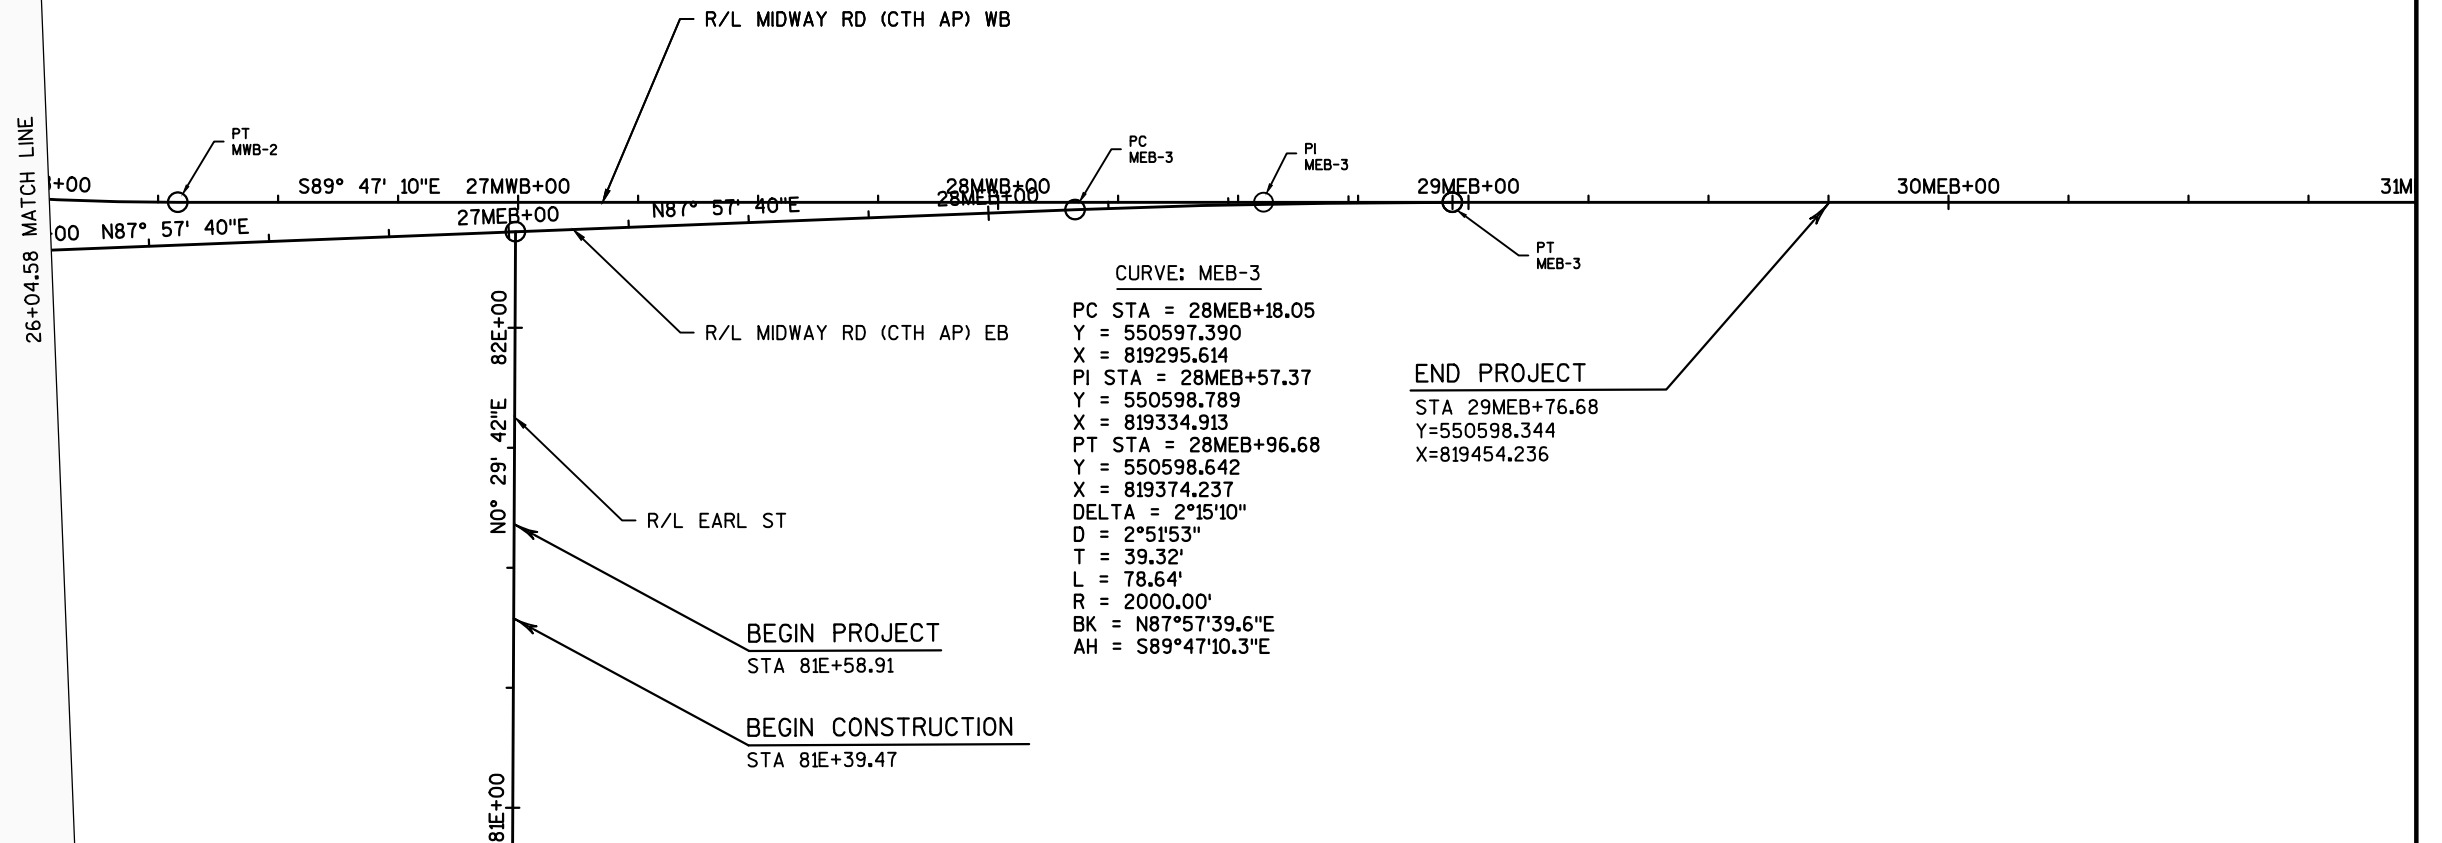 R/L MIDWAY RD (CTH AP) WB
26+04.58 MATCH LINE
PT
MWB-2
PC
MEB-3
PI
MEB-3
+00
S89° 47' 10"E
27MWB+00
28MWB+00
29MEB+00
30MEB+00
31M
+00
N87° 57' 40"E
27MEB+00
N87° 57' 40"E
28MEB+00
PT
MEB-3
82E+00
R/L MIDWAY RD (CTH AP) EB
N0° 29' 42"E
R/L EARL ST
CURVE: MEB-3
PC STA = 28MEB+18.05
Y = 550597.390
X = 819295.614
PI STA = 28MEB+57.37
Y = 550598.789
X = 819334.913
PT STA = 28MEB+96.68
Y = 550598.642
X = 819374.237
DELTA = 2°15'10"
D = 2°51'53"
T = 39.32'
L = 78.64'
R = 2000.00'
BK = N87°57'39.6"E
AH = S89°47'10.3"E
END PROJECT
STA 29MEB+76.68
Y=550598.344
X=819454.236
BEGIN PROJECT
STA 81E+58.91
BEGIN CONSTRUCTION
STA 81E+39.47
81E+00